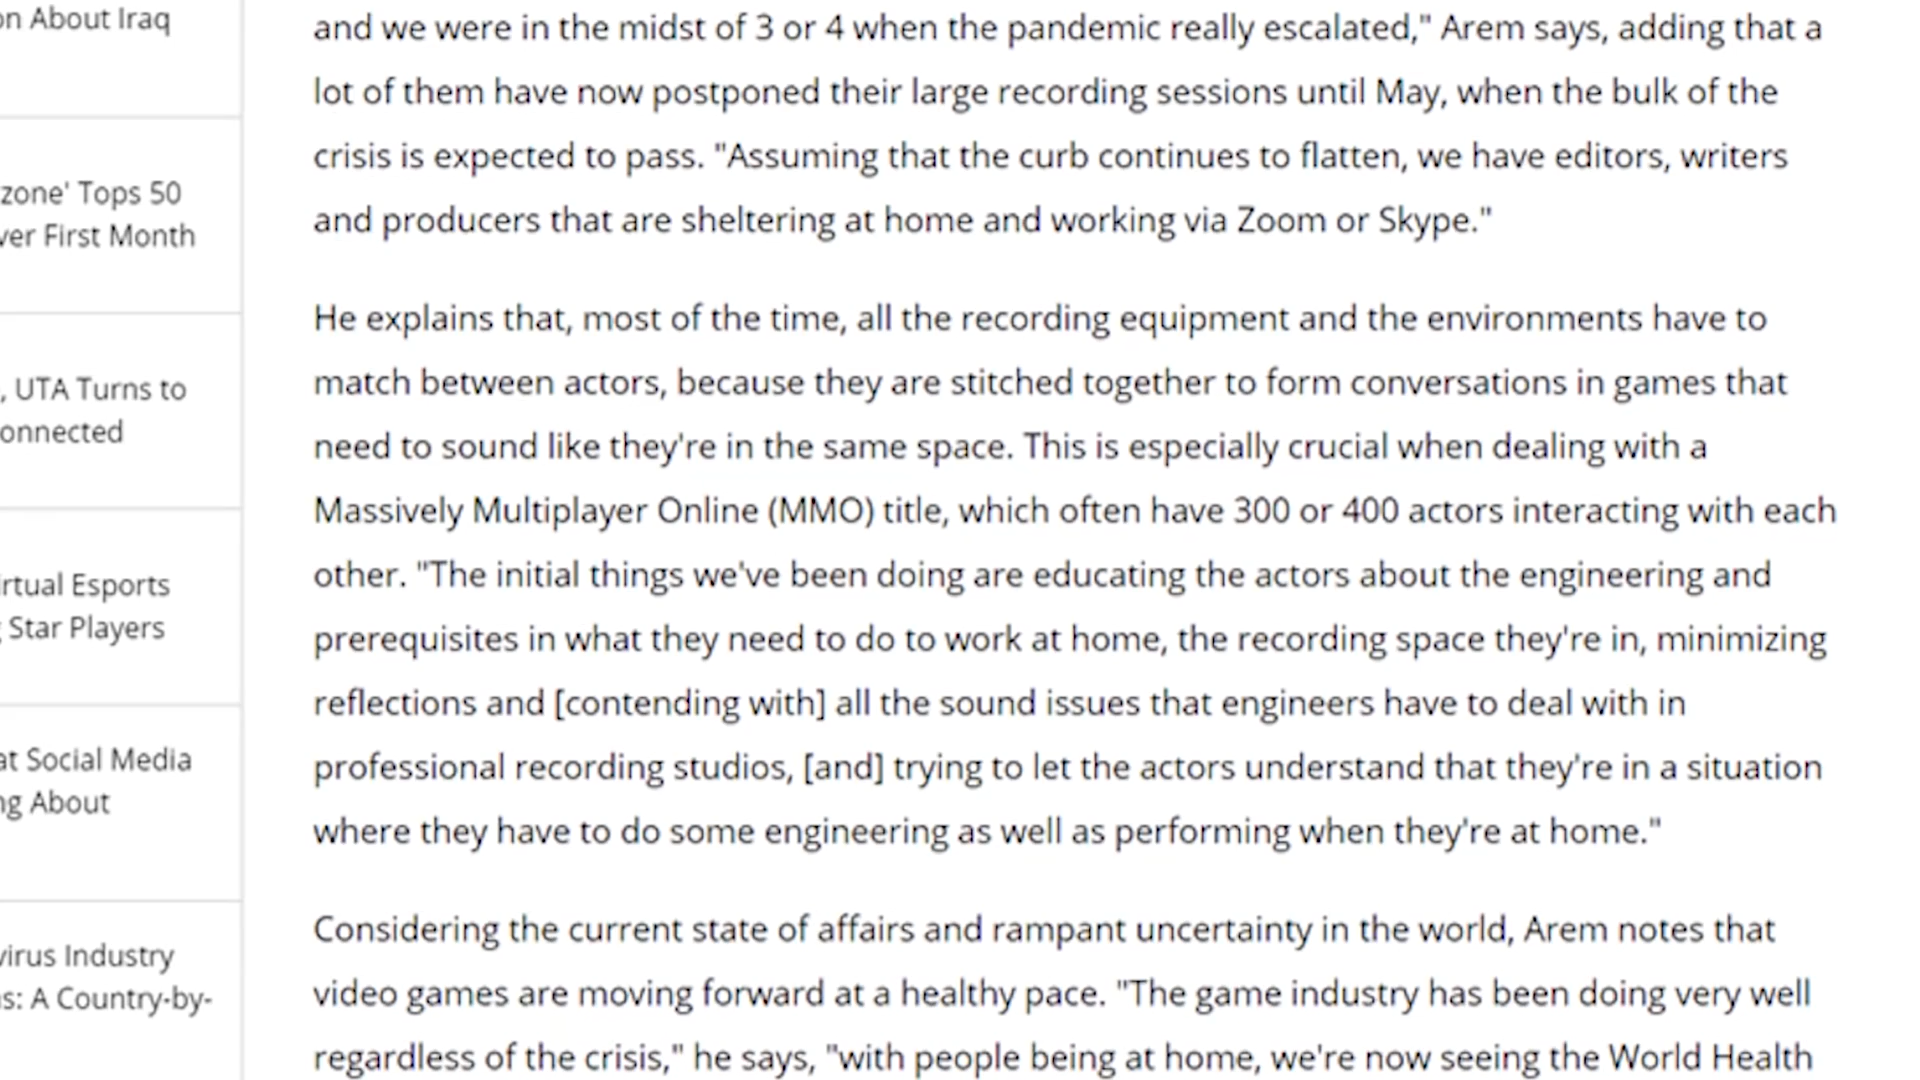 on About Iraq
zone' Tops 50
ver First Month
, UTA Turns to
onnected
irtual Esports
g Star Players
at Social Media
ng About
virus Industry
s: A Country-by-
and we were in the midst of 3 or 4 when the pandemic really escalated," Arem says, adding that a
lot of them have now postponed their large recording sessions until May, when the bulk of the
crisis is expected to pass. "Assuming that the curb continues to flatten, we have editors, writers
and producers that are sheltering at home and working via Zoom or Skype."
He explains that, most of the time, all the recording equipment and the environments have to
match between actors, because they are stitched together to form conversations in games that
need to sound like they're in the same space. This is especially crucial when dealing with a
Massively Multiplayer Online (MMO) title, which often have 300 or 400 actors interacting with each
other. "The initial things we've been doing are educating the actors about the engineering and
prerequisites in what they need to do to work at home, the recording space they're in, minimizing
reflections and [contending with] all the sound issues that engineers have to deal with in
professional recording studios, [and] trying to let the actors understand that they're in a situation
where they have to do some engineering as well as performing when they're at home."
Considering the current state of affairs and rampant uncertainty in the world, Arem notes that
video games are moving forward at a healthy pace. "The game industry has been doing very well
regardless of the crisis," he says, "with people being at home, we're now seeing the World Health